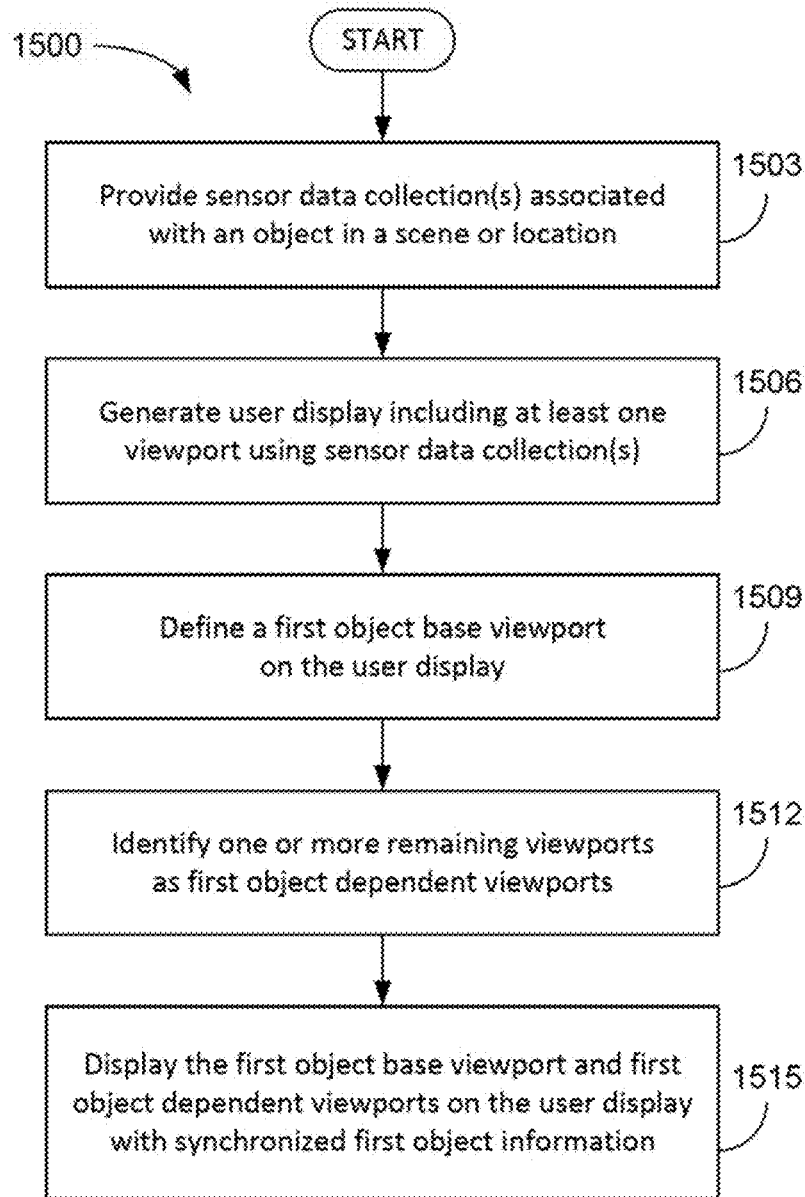 1500
START
1503
Provide sensor data collection(s) associated
with an object in a scene or location
1506
Generate user display including at least one
viewport using sensor data collection(s)
1509
Define a first object base viewport
on the user display
1512
Identify one or more remaining viewports
as first object dependent viewports
Display the first object base viewport and first
object dependent viewports on the user display
with synchronized first object information
1515